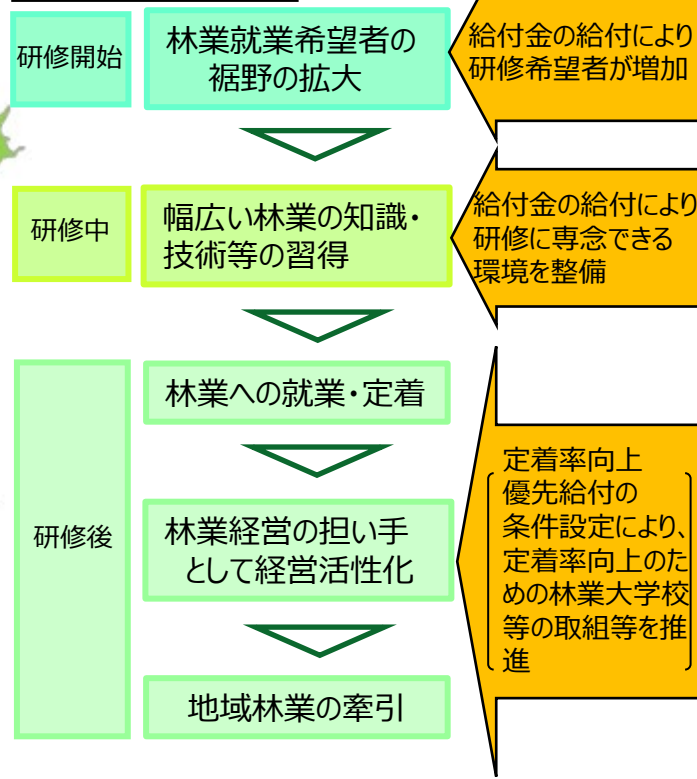 研修開始
林業就業希望者の
裾野の拡大
給付金の給付により
研修希望者が増加
研修中
幅広い林業の知識・
技術等の習得
給付金の給付により
研修に専念できる
環境を整備
研修後
林業への就業・定着
林業経営の担い手
として経営活性化
地域林業の牽引
定着率向上
優先給付の
条件設定により、
定着率向上のた
めの林業大学校
等の取組等を推
進